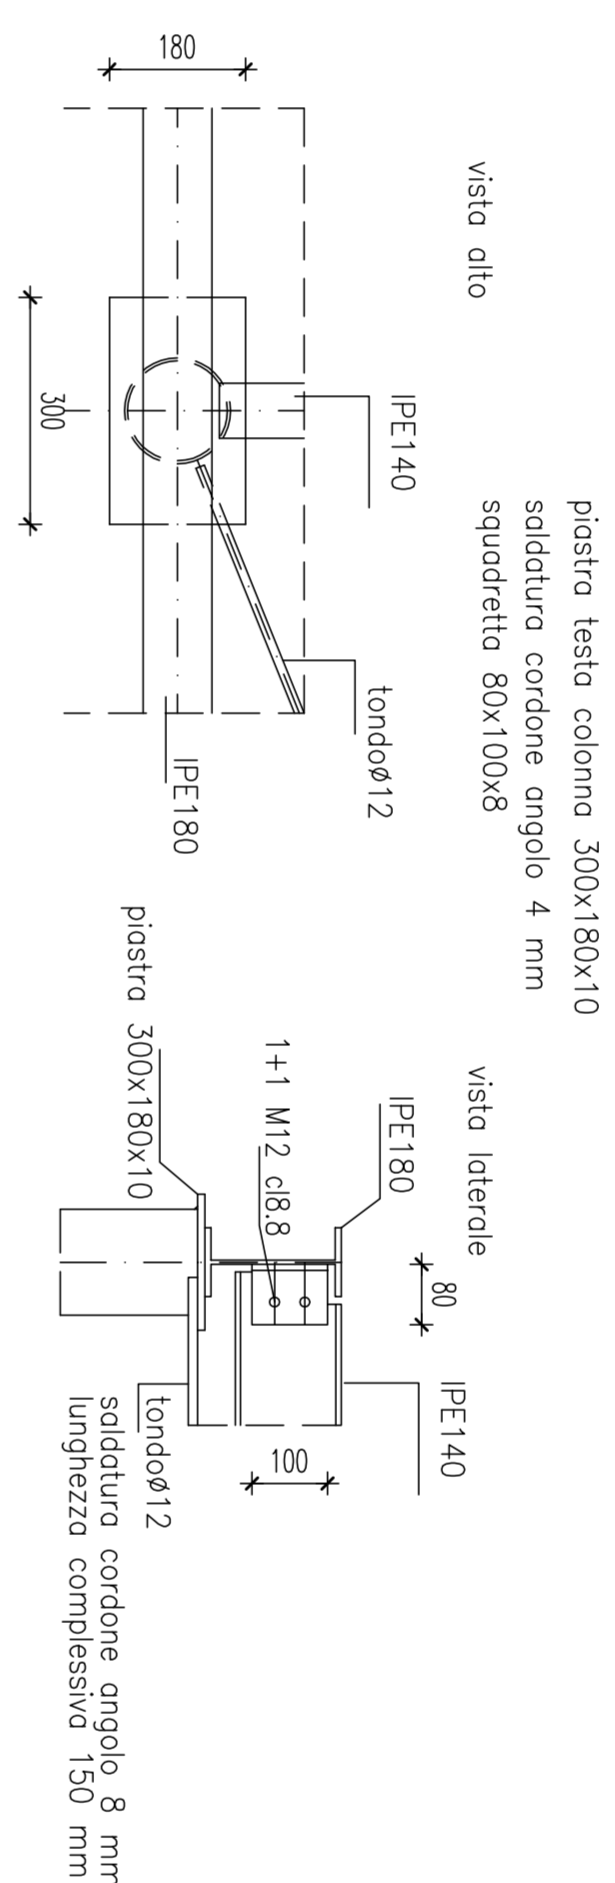 piastra testa colonna 300x180x10
saldatura cordone angolo 4 mm
squadretta 80x100x8
vista alto
180
300
IPE140
tondoø12
IPE180
vista laterale
IPE180
80
1+1 M12 cl8.8
piastra 300x180x10
IPE140
100
tondoø12
saldatura cordone angolo 8 mm
lunghezza complessiva 150 mm